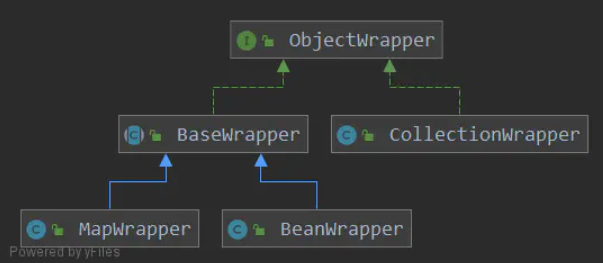 ObjectWrapper
BaseWrapper
CollectionWrapper
MapWrapper
BeanWrapper
Powered by yFiles